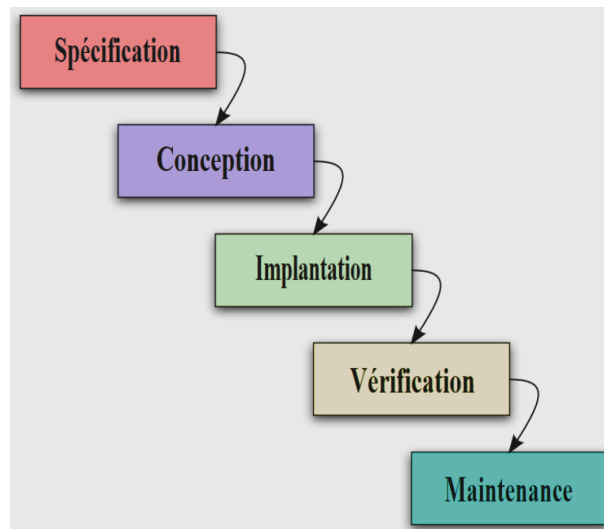 Spécification
Conception
Implantation
Vérification
Maintenance